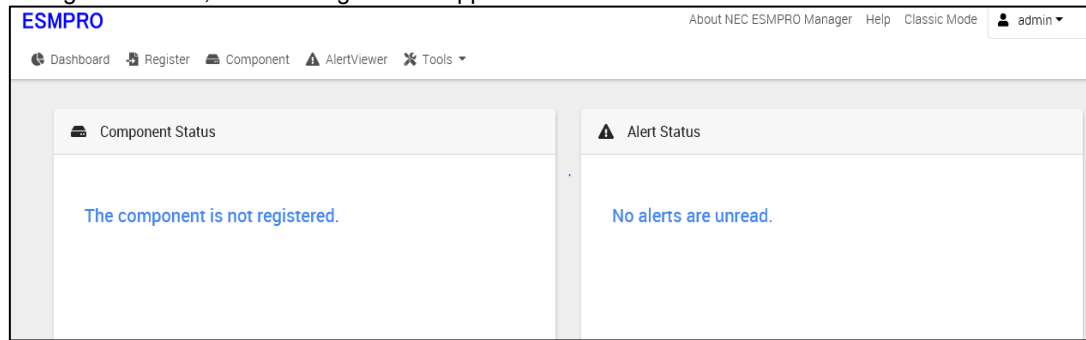 ESMPRO
About NEC ESMPRO Manager Help Classic Mode admin
Dashboard Register Component AlertViewer Tools
Component Status
Alert Status
The component is not registered.
No alerts are unread.